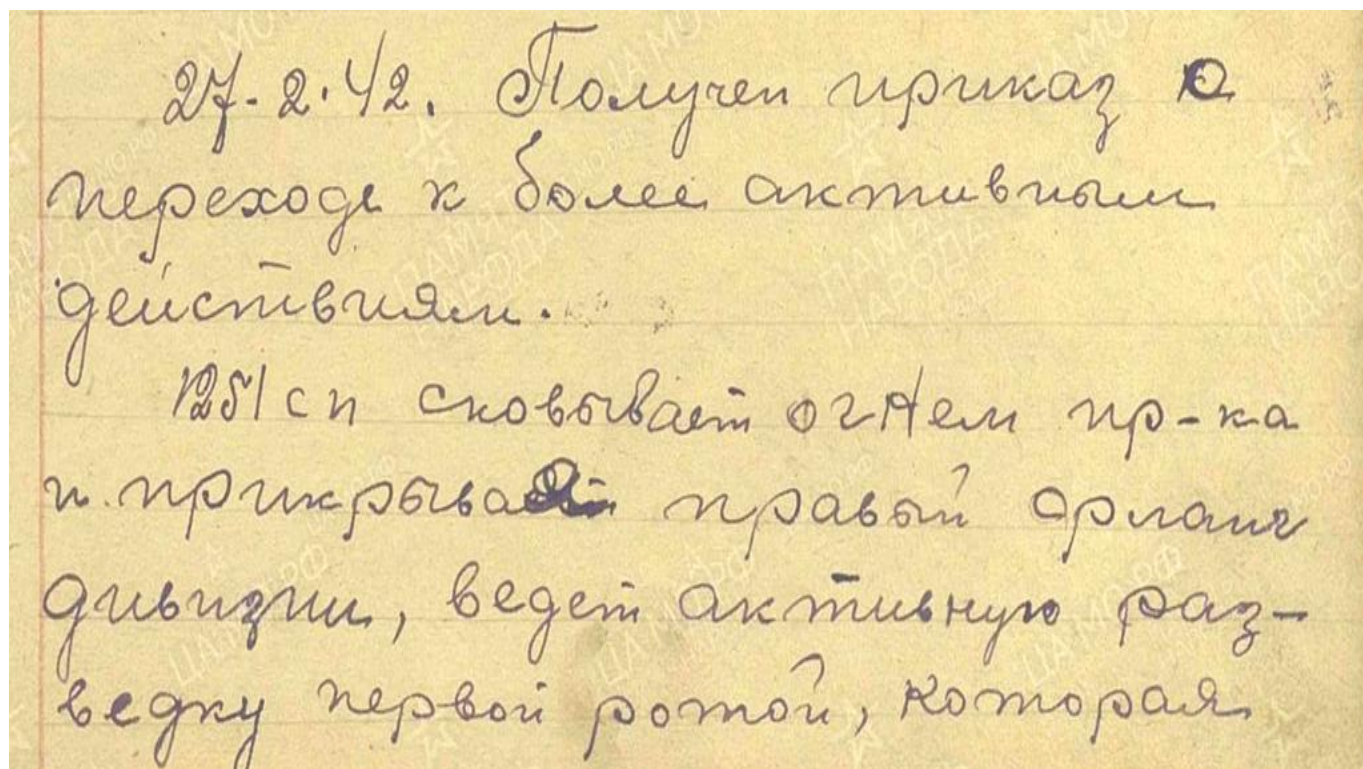 27-2.42. Получен приказ о
переходе к более активным
действиям.
1251 сп сковывает огнем пр-ка
и прикрывает правый фланг
дивизии, ведет активную раз-
ведку первой ротой, которая